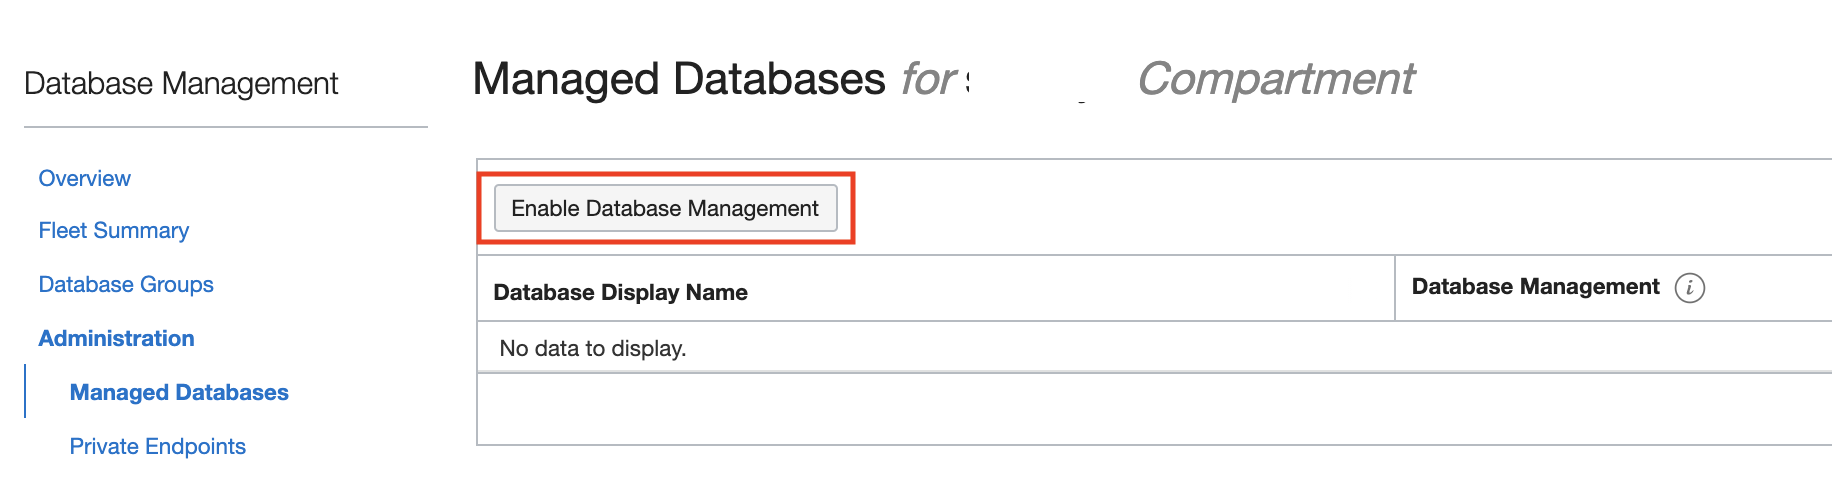 Database Management
Overview
Fleet Summary
Database Groups
Administration
Managed Databases
Private Endpoints
Managed Databases for Compartment
Enable Database Management
Database Display Name
Database Management
No data to display.